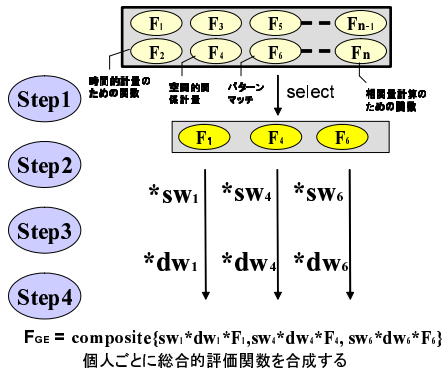 F1 F3 F5 Fn-1
F2 F4 F6 Fn
時間的計量の
ための関数
空間的関
係計量
パターン
マッチ
相関量計算の
ための関数
select
Step1
F1 F4 F6
Step2
*sw1 *sw4 *sw6
Step3
*dw1 *dw4 *dw6
Step4
FGE = composite{sw1*dw1*F1,sw4*dw4*F4, sw6*dw6*F6}
個人ごとに総合的評価関数を合成する